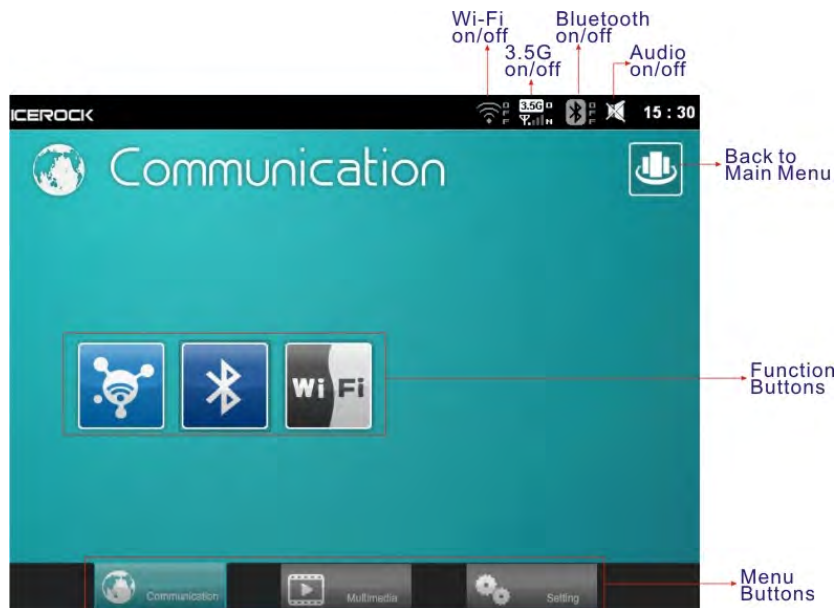 Wi-Fi
on/off
3.5G
on/off
Bluetooth
on/off
Audio
on/off
ICEROCK
O
F
F
3.5G
O
N
O
F
F
15 : 30
Communication
Back to
Main Menu
Wi Fi
Function
Buttons
Communication
Multimedia
Setting
Menu
Buttons